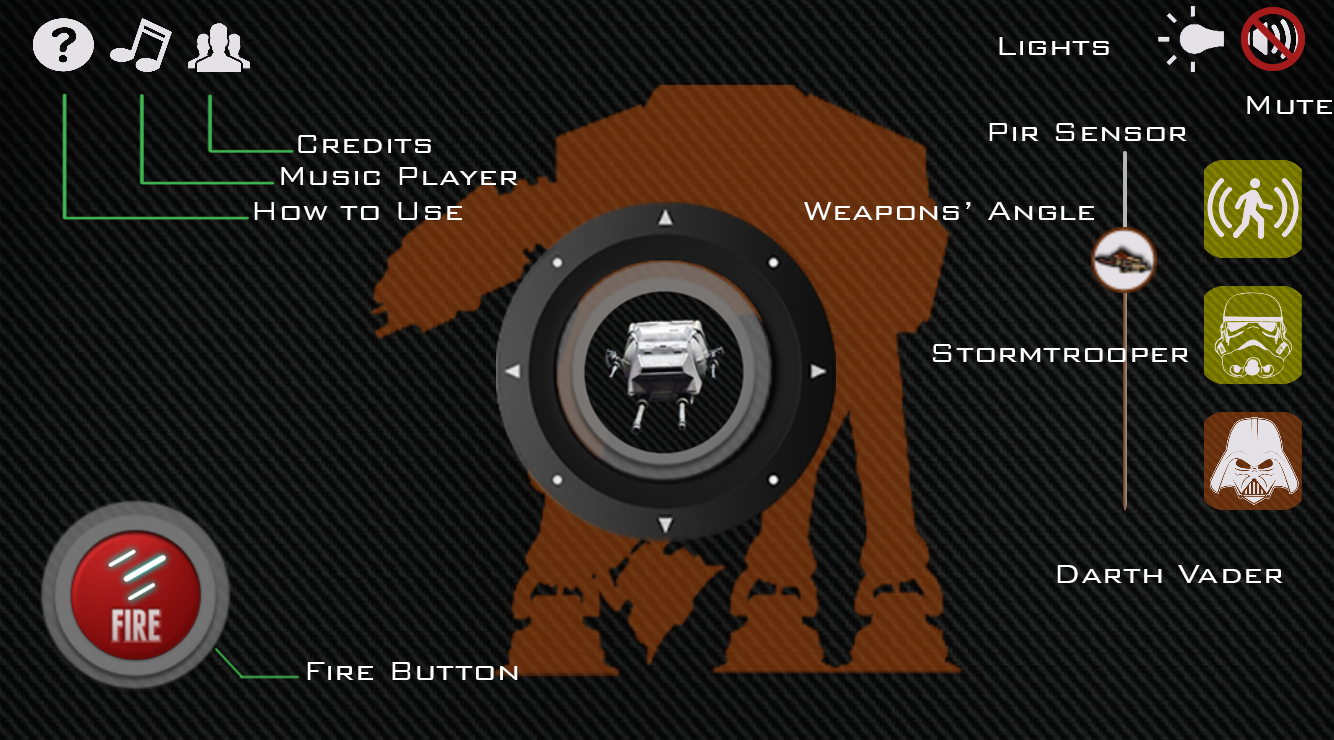 ?
Lights
Mute
Credits
Pir Sensor
Music Player
How to Use
Weapons' Angle
Stormtrooper
Darth Vader
FIRE
Fire Button